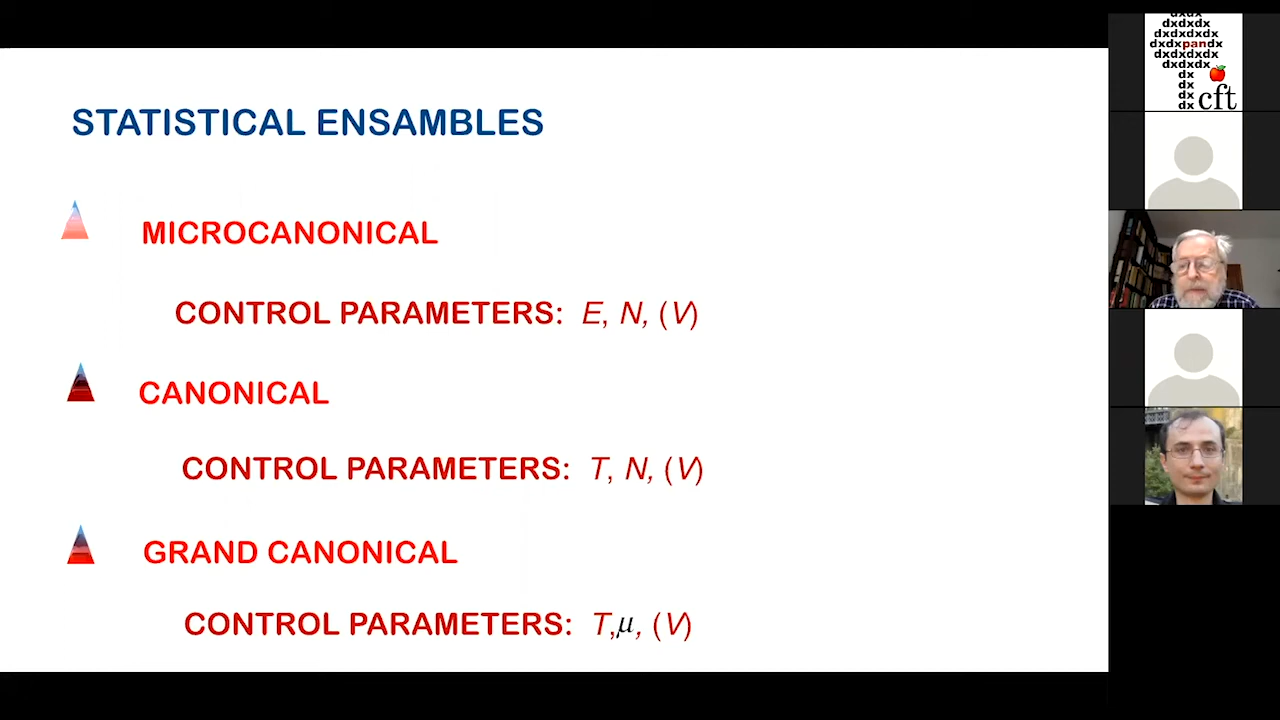 STATISTICAL ENSAMBLES
MICROCANONICAL
CONTROL PARAMETERS: E, N, (V)
CANONICAL
CONTROL PARAMETERS: T, N, (V)
GRAND CANONICAL
CONTROL PARAMETERS: T,μ, (V)
dxdxdx
dxdxdx
dxdxdxdx
dxdxpandx
dxdxdxdx
dxdxdx
dx
dx
dx
dx
cft